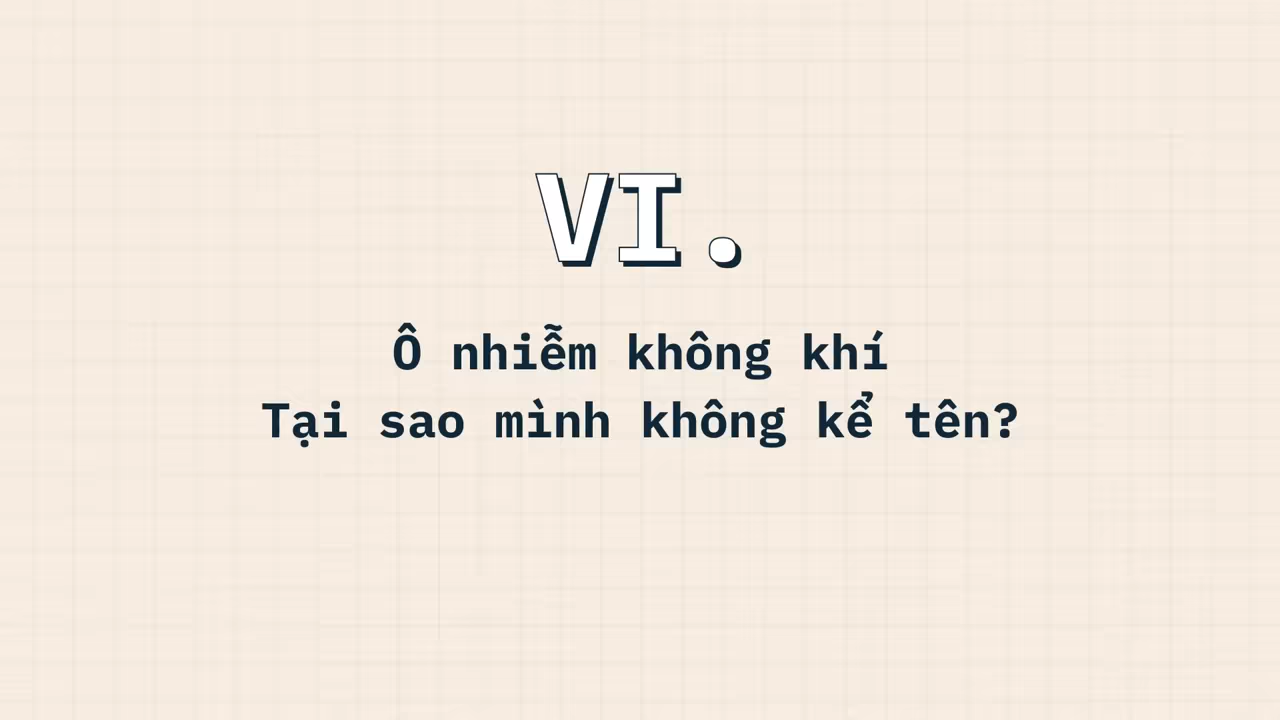 VI.
Ô nhiễm không khí
Tại sao mình không kể tên?